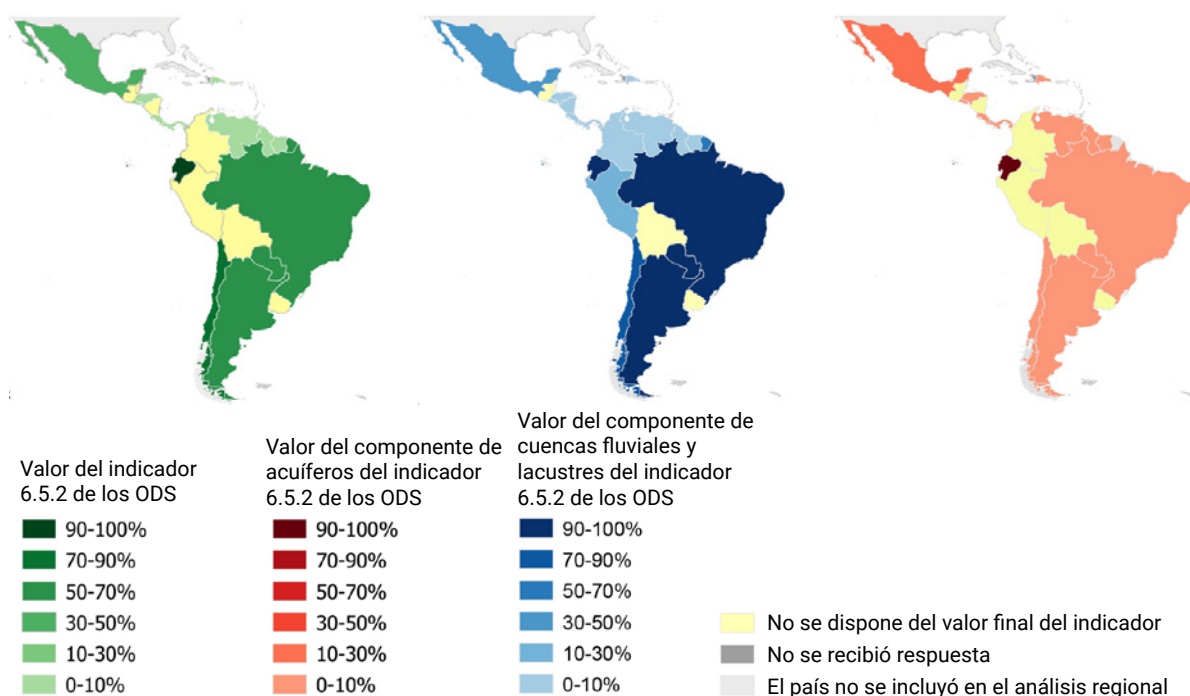 Valor del indicador
6.5.2 de los ODS
90-100%
70-90%
50-70%
30-50%
10-30%
0-10%
Valor del componente de
acuíferos del indicador
6.5.2 de los ODS
90-100%
70-90%
50-70%
30-50%
10-30%
0-10%
Valor del componente de
cuencas fluviales y
lacustres del indicador
6.5.2 de los ODS
90-100%
70-90%
50-70%
30-50%
10-30%
0-10%
No se dispone del valor final del indicador
No se recibió respuesta
El país no se incluyó en el análisis regional